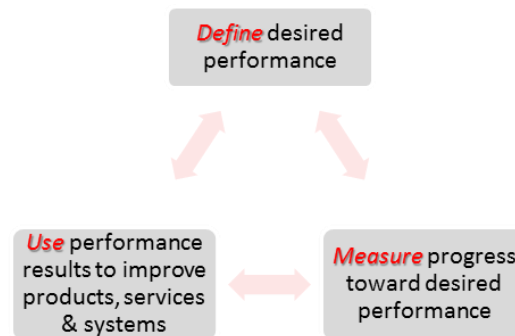 Define desired
performance
Use performance
results to improve
products, services
& systems
Measure progress
toward desired
performance